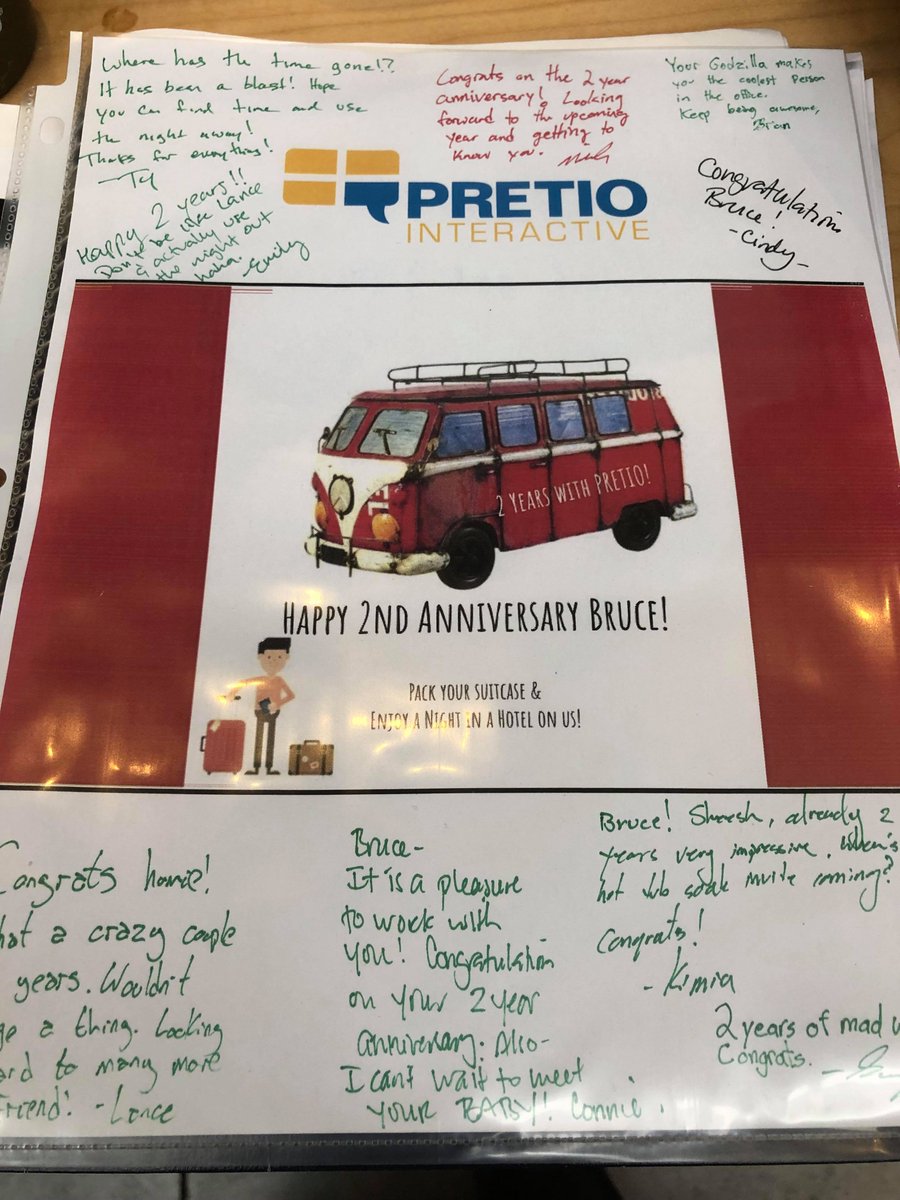 Where has the time gone!?
It has been a blast! Hope
you can find time and use
the night away!
Thanks for everything!
- Ty
Congrats on the 2 year
anniversary! Looking
forward to the upcoming
year and getting to
know you.
Your Godzilla makes
you the coolest person
in the office.
Keep being awesome,
Brian
Happy 2 years!!
Don't be like Lance
& actually use
the night out
haha. -Emily
PRETIO
INTERACTIVE
Congratulations
Bruce!
-Cindy-
2 YEARS WITH PRETIO!
HAPPY 2ND ANNIVERSARY BRUCE!
PACK YOUR SUITCASE &
ENJOY A NIGHT IN A HOTEL ON US!
Congrats homie!
hat a crazy couple
years. Wouldn't
ge a thing. Looking
ard to many more
Friend! -Lance
Bruce-
It is a pleasure
to work with
you! Congratulation
on your 2 year
anniversary. Also-
I can't wait to meet
YOUR BABY! Connie.
Bruce! Sheesh, already 2
years very impressive. When's
hot tub soak invite coming?
Congrats!
- Kimia
2 years of mad
Congrats.